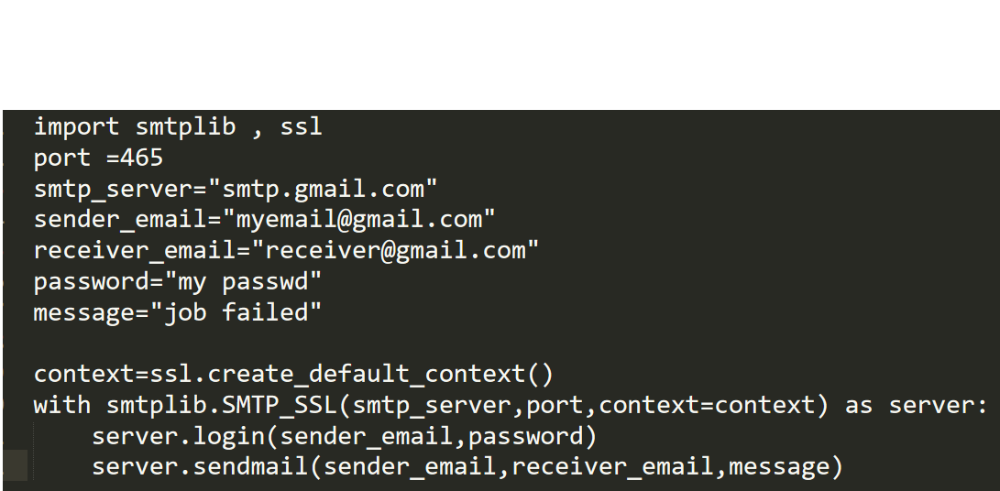 import smtplib , ssl
port =465
smtp_server="smtp.gmail.com"
sender_email="myemail@gmail.com"
receiver_email="receiver@gmail.com"
password="my passwd"
message="job failed"
context=ssl.create_default_context()
with smtplib.SMTP_SSL(smtp_server,port,context=context) as server:
    server.login(sender_email,password)
    server.sendmail(sender_email,receiver_email,message)